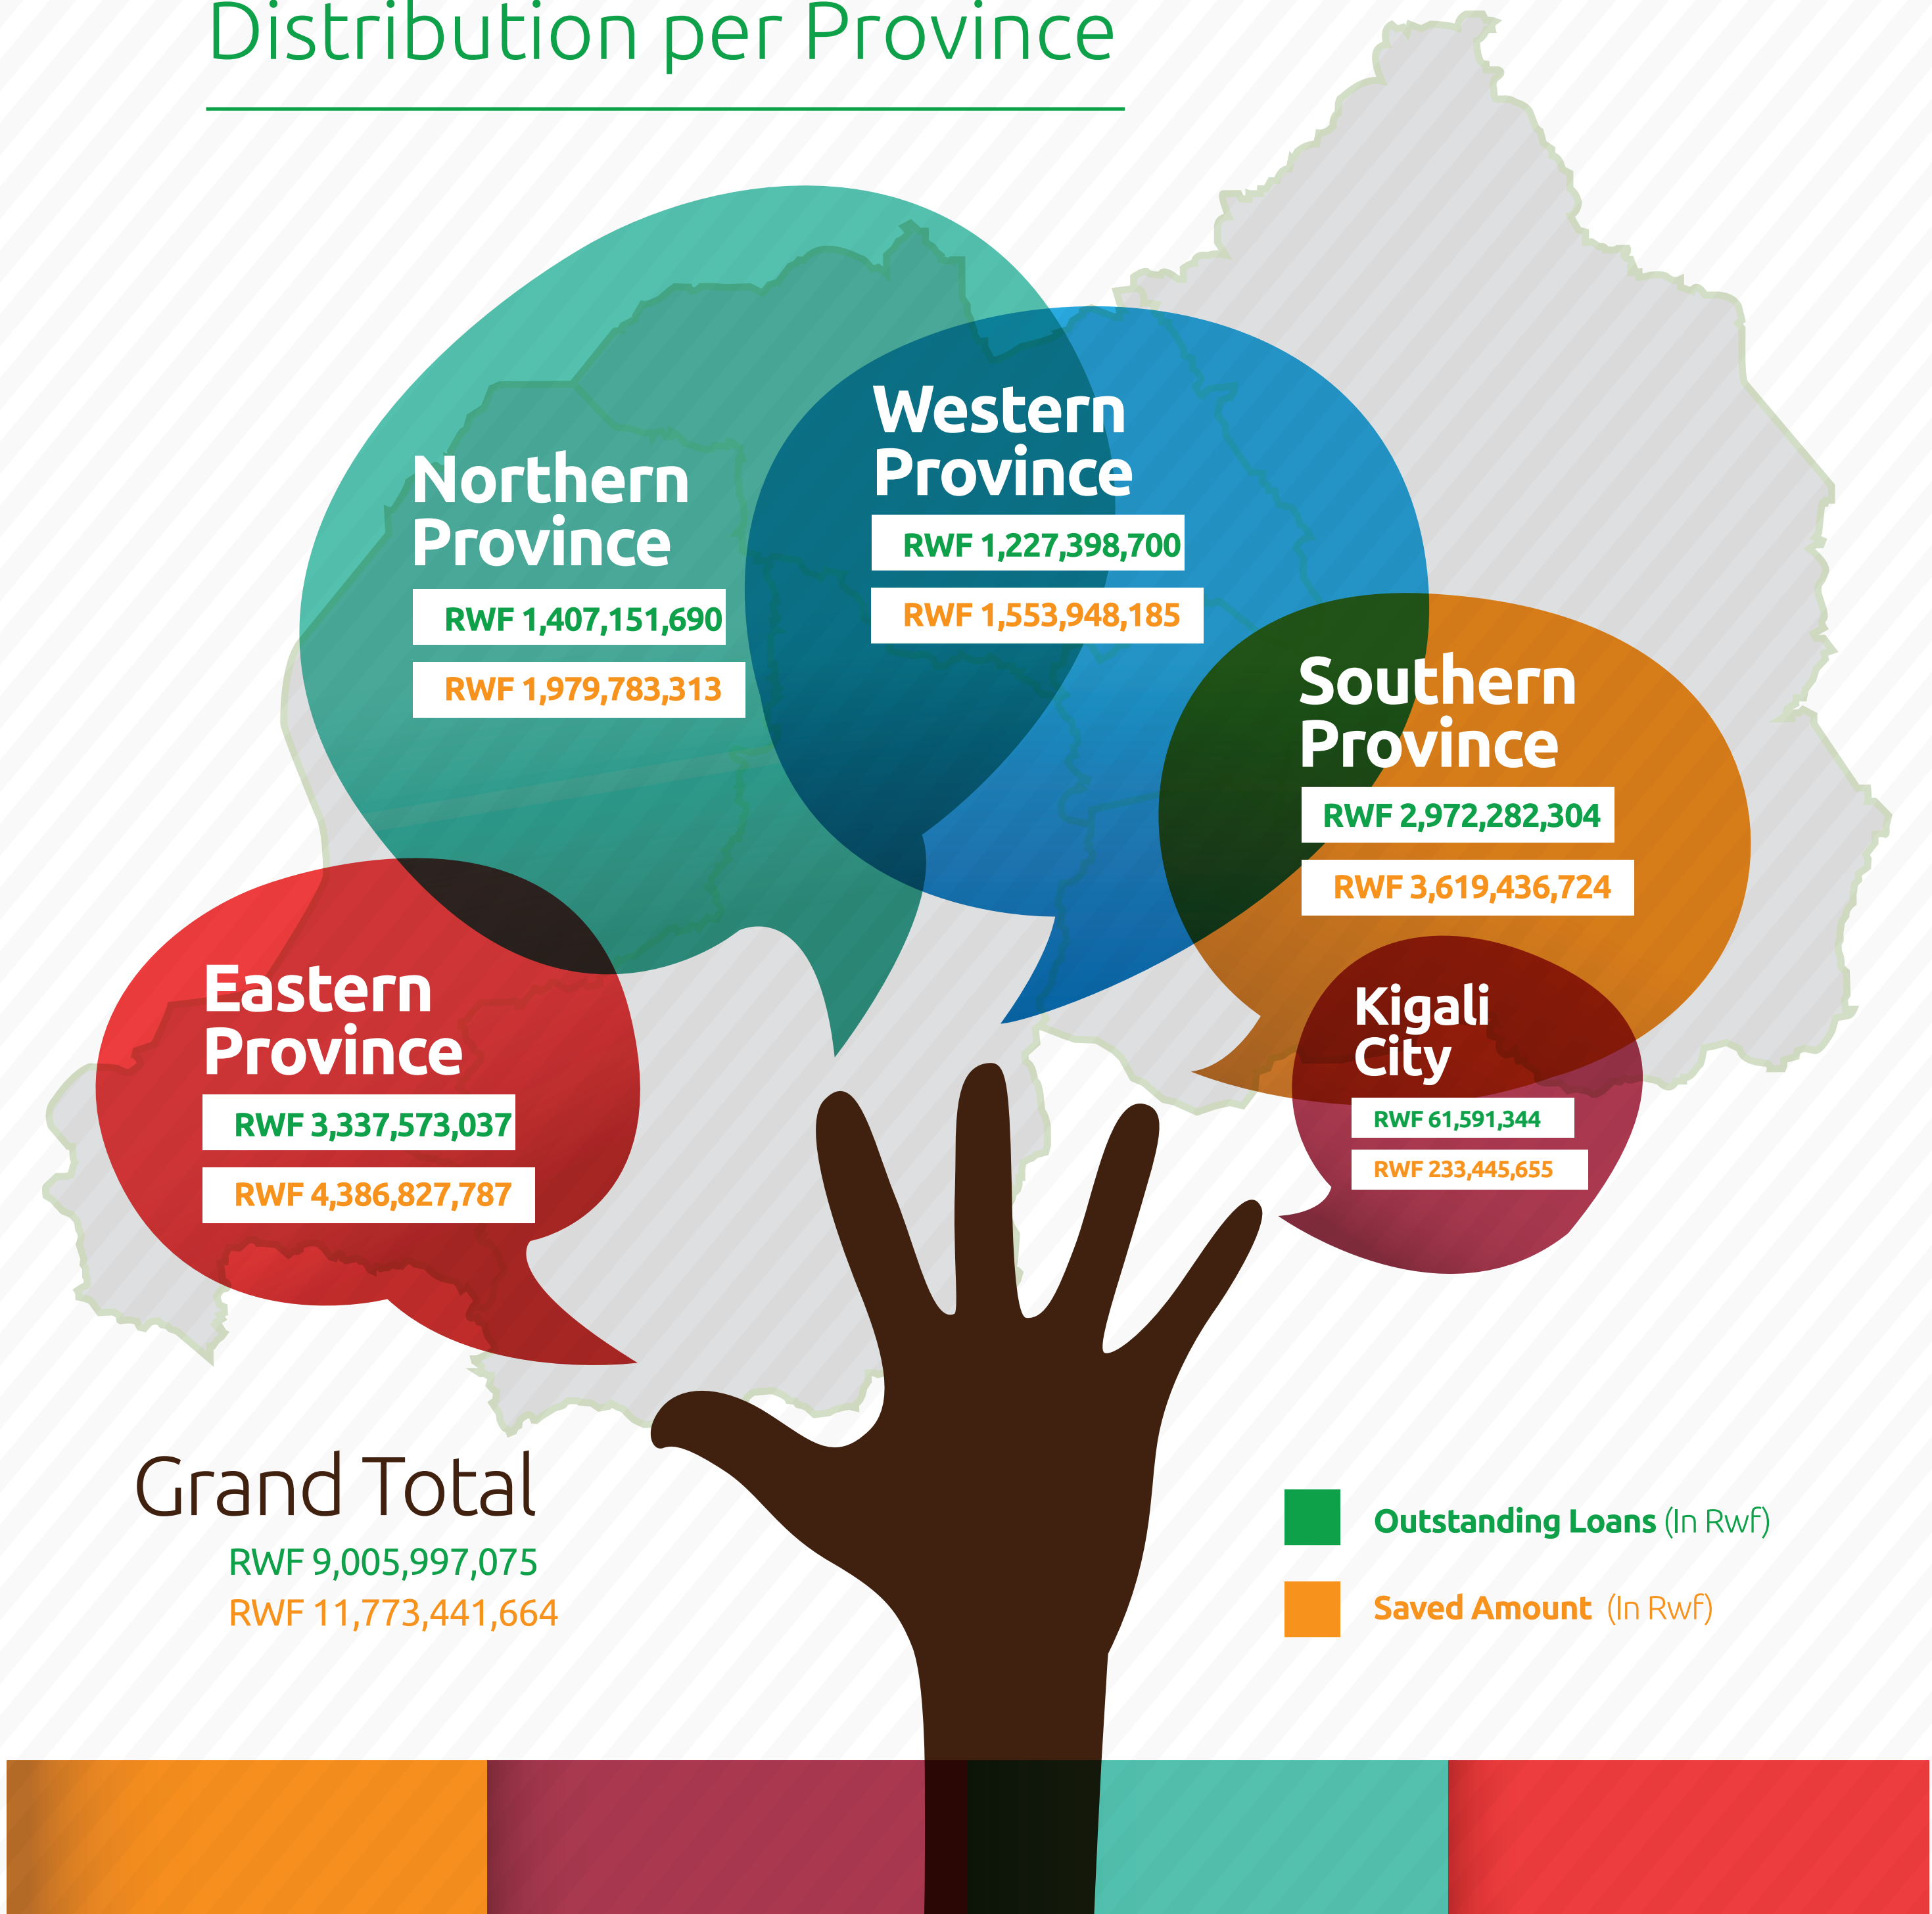 Distribution per Province
Northern
Province
RWF 1,407,151,690
RWF 1,979,783,313
Western
Province
RWF 1,227,398,700
RWF 1,553,948,185
Southern
Province
RWF 2,972,282,304
RWF 3,619,436,724
Eastern
Province
RWF 3,337,573,037
RWF 4,386,827,787
Kigali
City
RWF 61,591,344
RWF 233,445,655
Grand Total
RWF 9,005,997,075
RWF 11,773,441,664
Outstanding Loans (In Rwf)
Saved Amount (In Rwf)